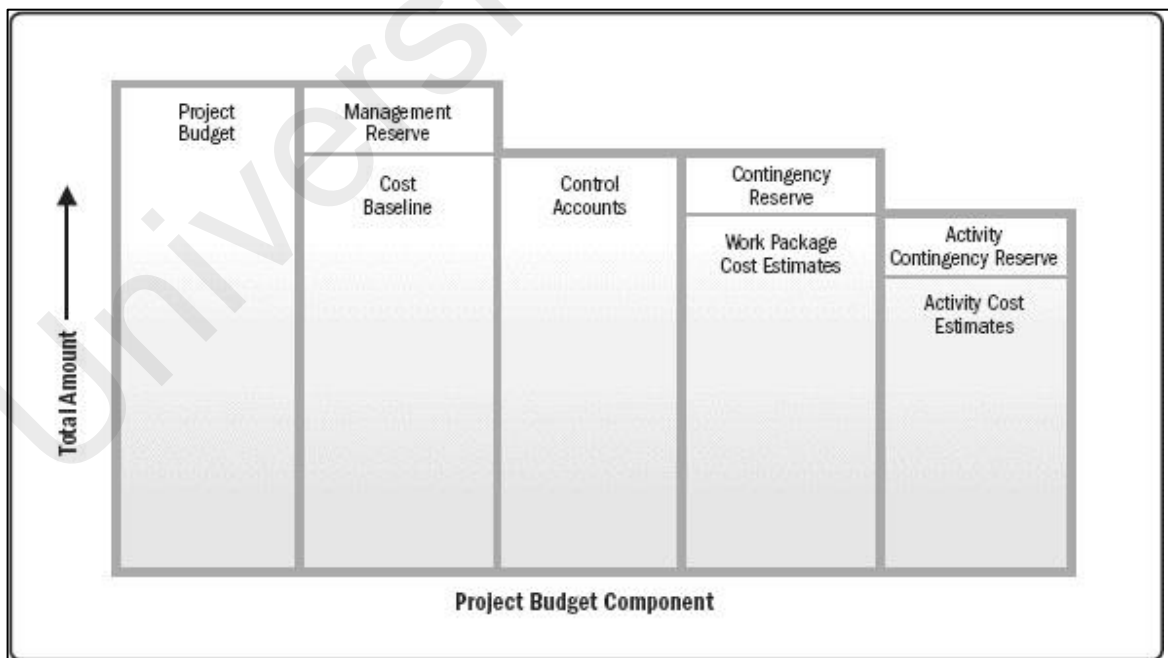 Project
Budget
Management
Reserve
Cost
Baseline
Control
Accounts
Contingency
Reserve
Work Package
Cost Estimates
Activity
Contingency Reserve
Activity Cost
Estimates
Total Amount
Project Budget Component
Universi